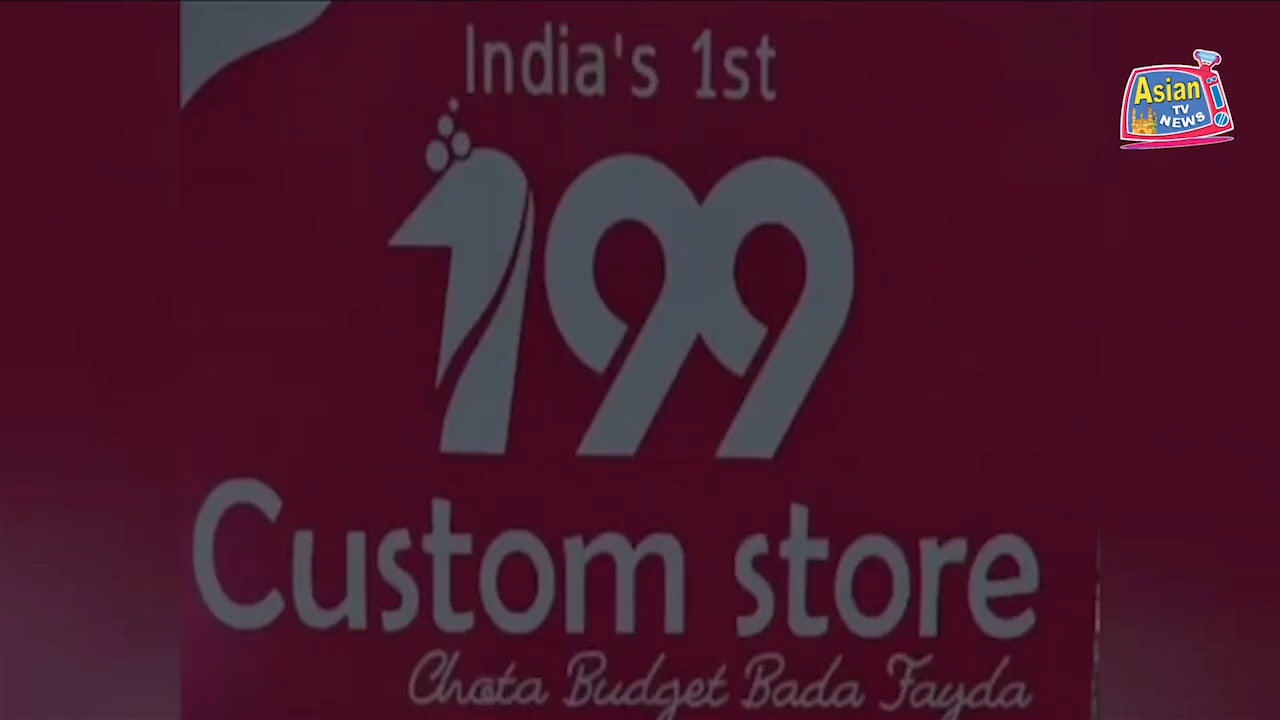 India's 1st
199
Custom store
Chota Budget Bada Fayda
Asian
TV
NEWS